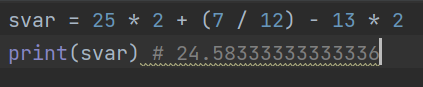 svar = 25 * 2 + (7 / 12) - 13 * 2
print(svar) # 24.58333333333336